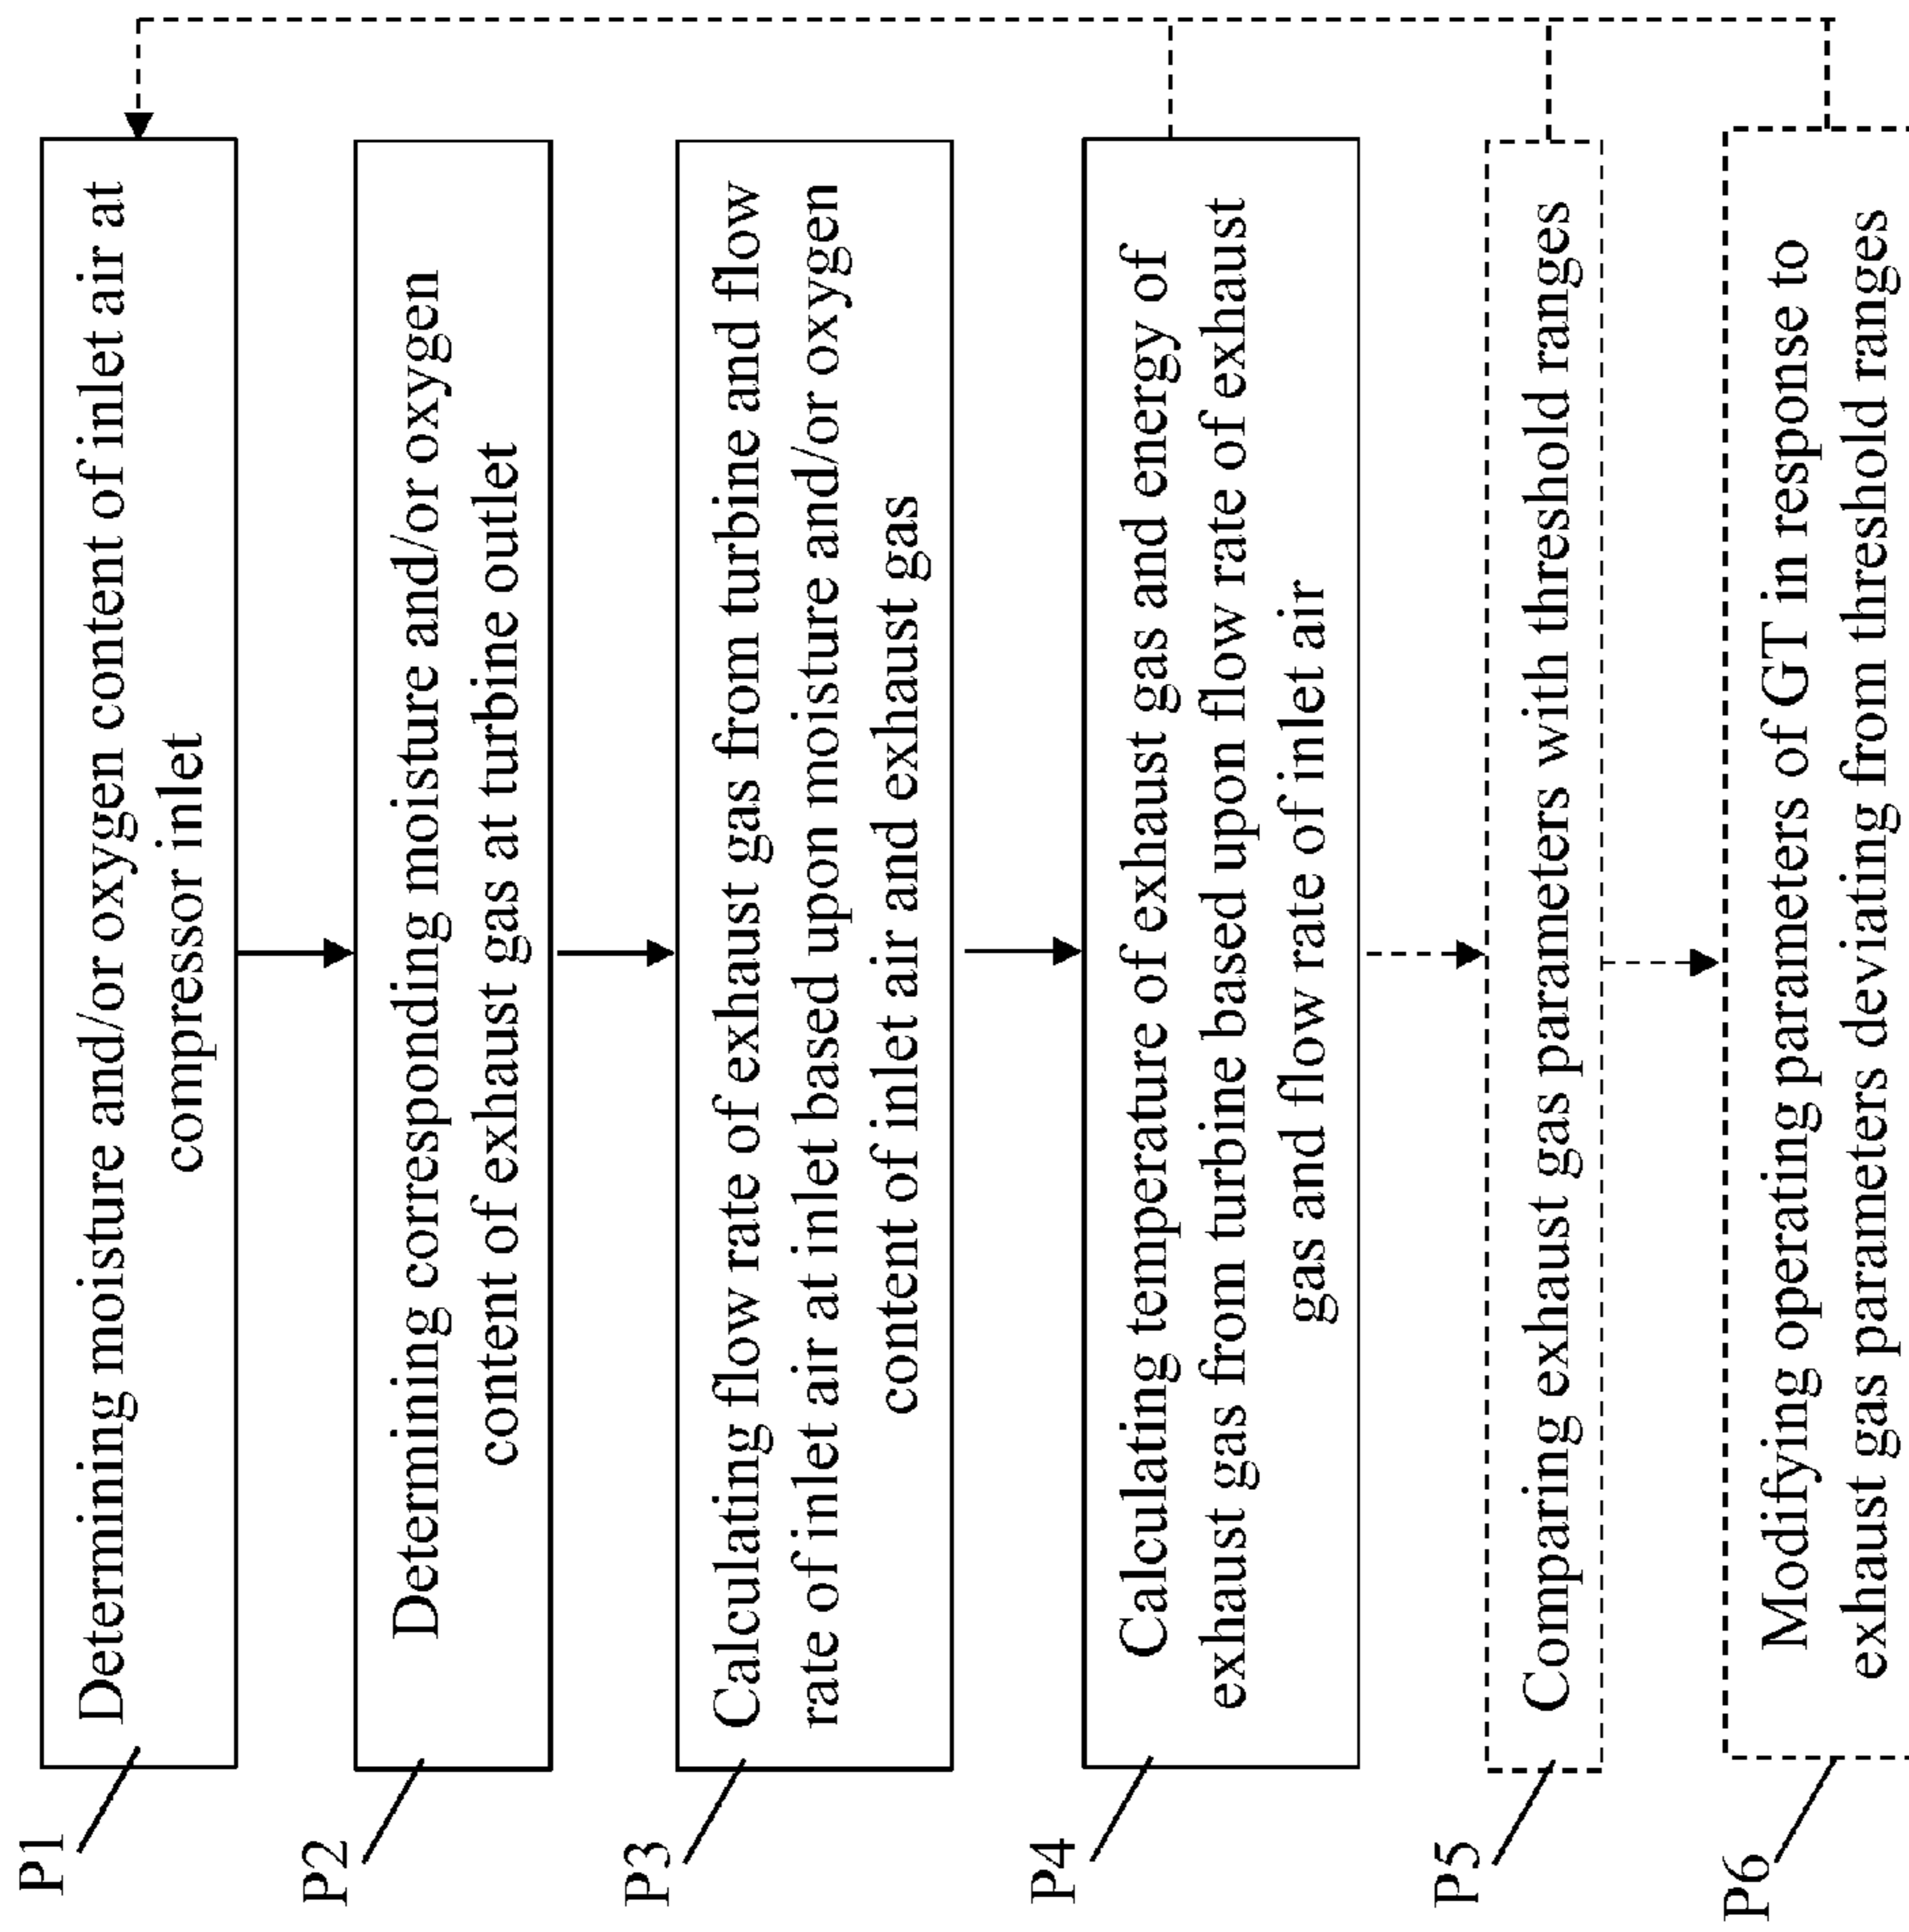 P1
Determining moisture and/or oxygen content of inlet air at
compressor inlet
P2
Determining corresponding moisture and/or oxygen
content of exhaust gas at turbine outlet
P3
Calculating flow rate of exhaust gas from turbine and flow
rate of inlet air at inlet based upon moisture and/or oxygen
content of inlet air and exhaust gas
P4
Calculating temperature of exhaust gas and energy of
exhaust gas from turbine based upon flow rate of exhaust
gas and flow rate of inlet air
P5
Comparing exhaust gas parameters with threshold ranges
P6
Modifying operating parameters of GT in response to
exhaust gas parameters deviating from threshold ranges